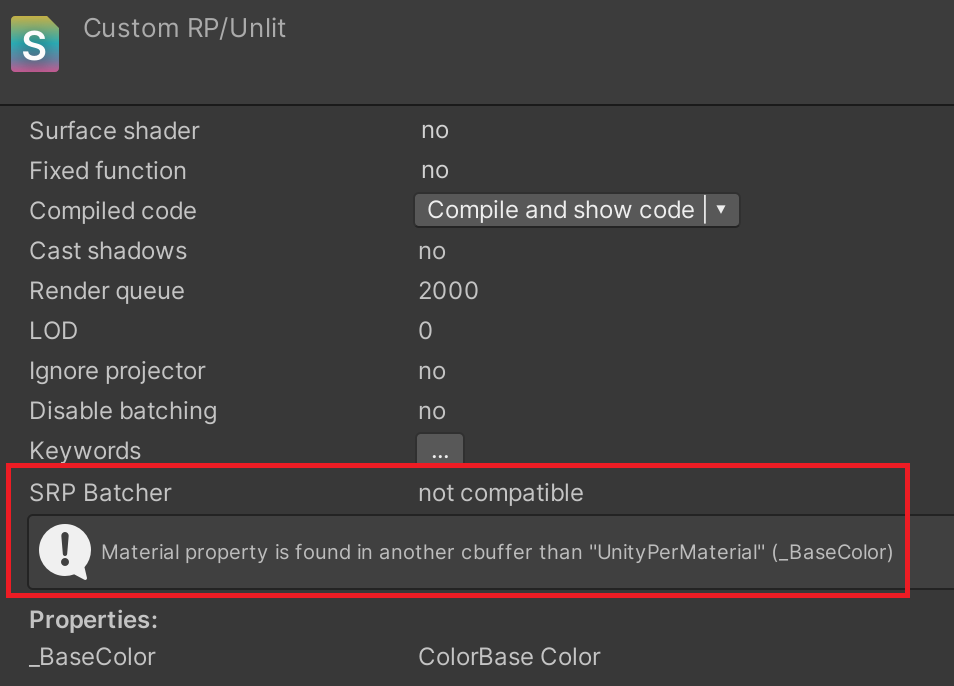 S
Custom RP/Unlit
Surface shader no
Fixed function no
Compiled code Compile and show code
Cast shadows no
Render queue 2000
LOD 0
Ignore projector no
Disable batching no
Keywords ...
SRP Batcher not compatible
Material property is found in another cbuffer than "UnityPerMaterial" (_BaseColor)
Properties:
_BaseColor ColorBase Color